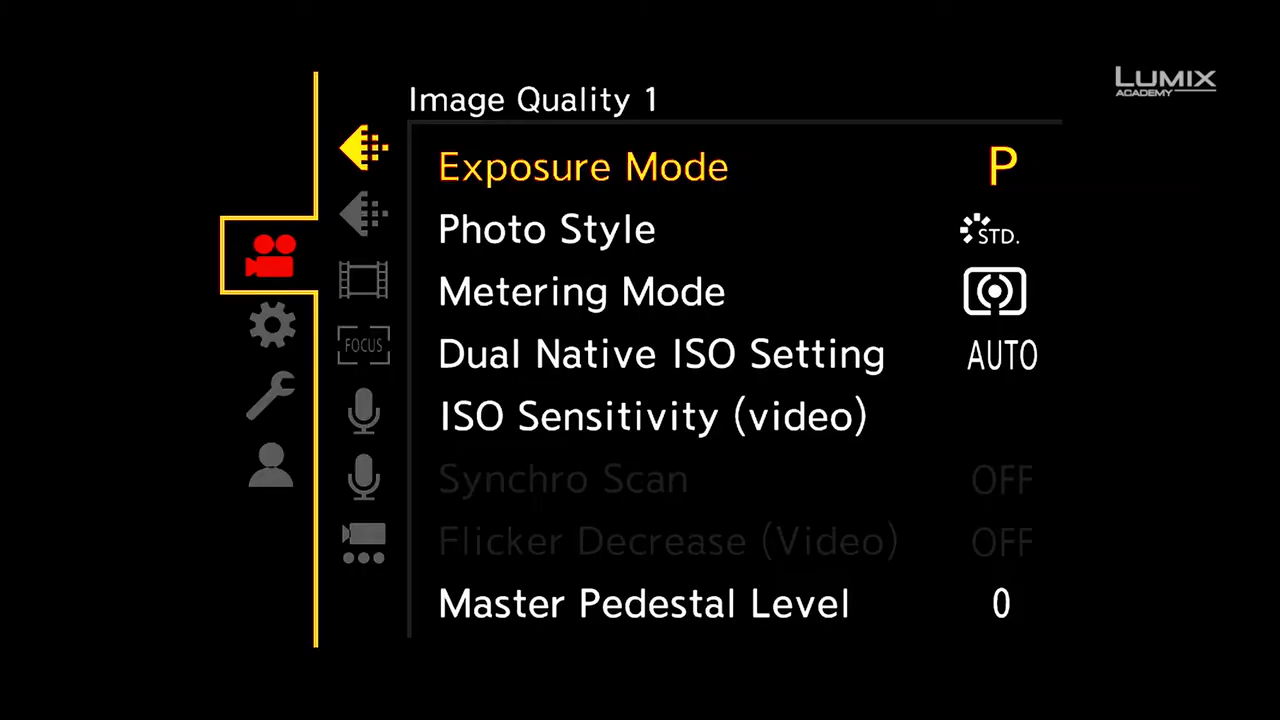 LUMIX
ACADEMY
Image Quality 1
Exposure Mode P
Photo Style STD.
Metering Mode
Dual Native ISO Setting AUTO
FOCUS
ISO Sensitivity (video)
Synchro Scan OFF
Flicker Decrease (Video) OFF
Master Pedestal Level 0